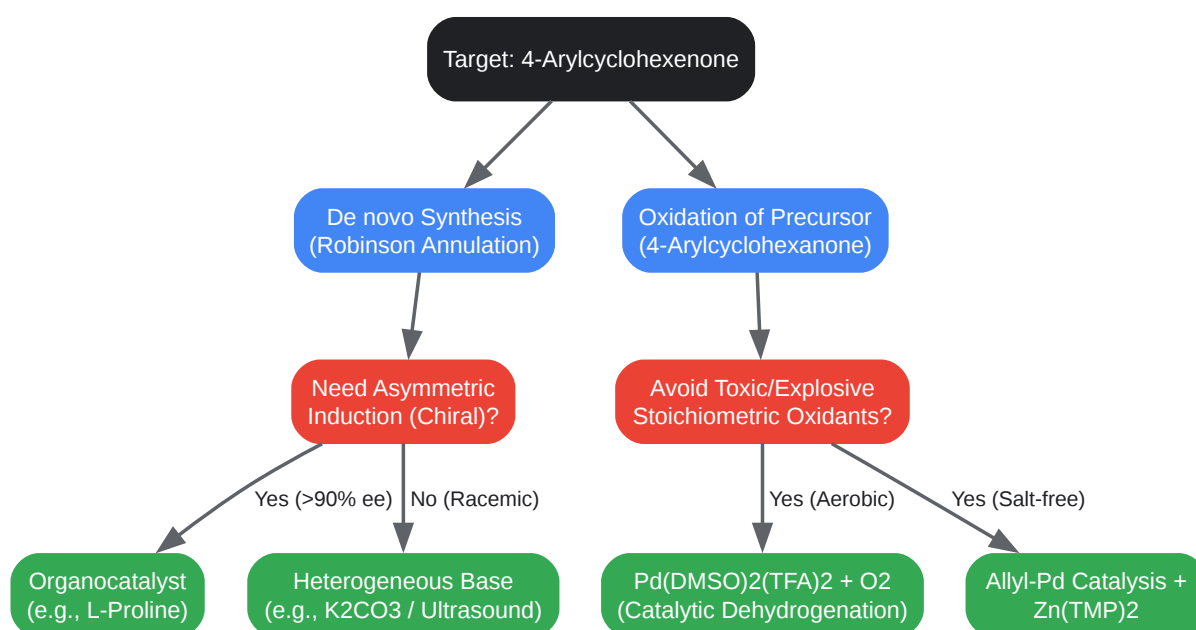 Target: 4-Arylcyclohexenone
De novo Synthesis
(Robinson Annulation)
Oxidation of Precursor
(4-Arylcyclohexanone)
Need Asymmetric
Induction (Chiral)?
Avoid Toxic/Explosive
Stoichiometric Oxidants?
Yes (>90% ee)
No (Racemic)
Yes (Aerobic)
Yes (Salt-free)
Organocatalyst
(e.g., L-Proline)
Heterogeneous Base
(e.g., K2CO3 / Ultrasound)
Pd(DMSO)2(TFA)2 + O2
(Catalytic Dehydrogenation)
Allyl-Pd Catalysis +
Zn(TMP)2